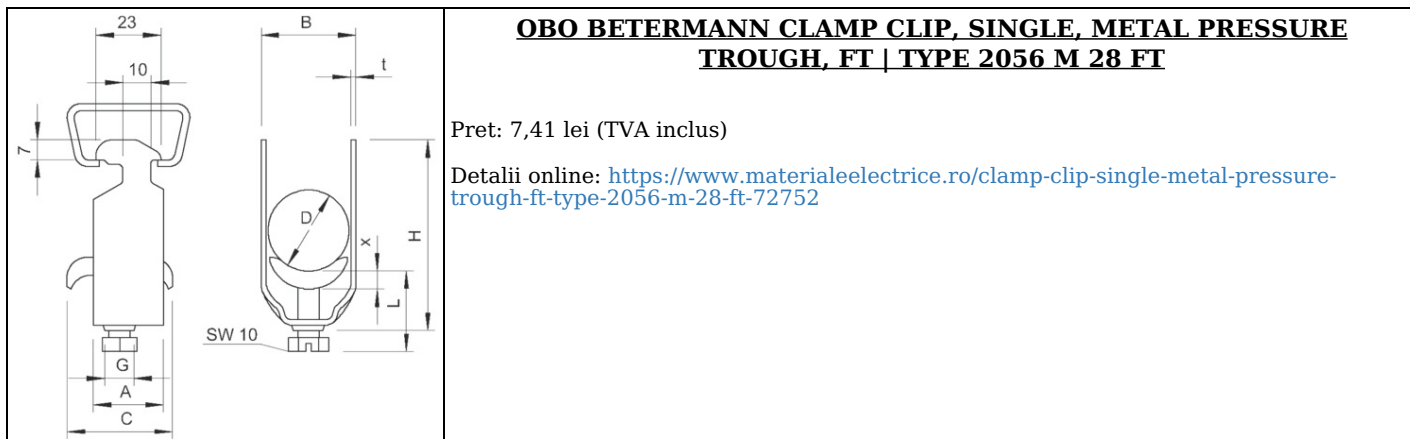 23
10
7
G
A
C
B
t
D
x
H
L
SW 10
OBO BETERMANN CLAMP CLIP, SINGLE, METAL PRESSURE
TROUGH, FT | TYPE 2056 M 28 FT
Pret: 7,41 lei (TVA inclus)
Detalii online: https://www.materialeelectrice.ro/clamp-clip-single-metal-pressure-
trough-ft-type-2056-m-28-ft-72752